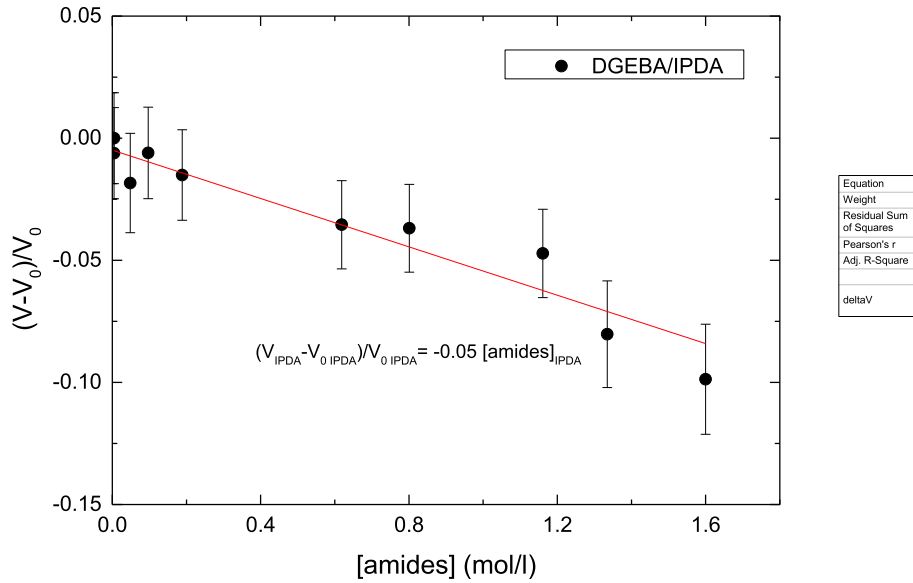 0.05
DGEBA/IPDA
0.00
-0.05
-0.10
-0.15
(V-V0)/V0
(VIPDA-V0 IPDA)/V0 IPDA= -0.05 [amides]IPDA
0.0 0.4 0.8 1.2 1.6
[amides] (mol/l)
Equation
Weight
Residual Sum
of Squares
Pearson's r
Adj. R-Square
deltaV